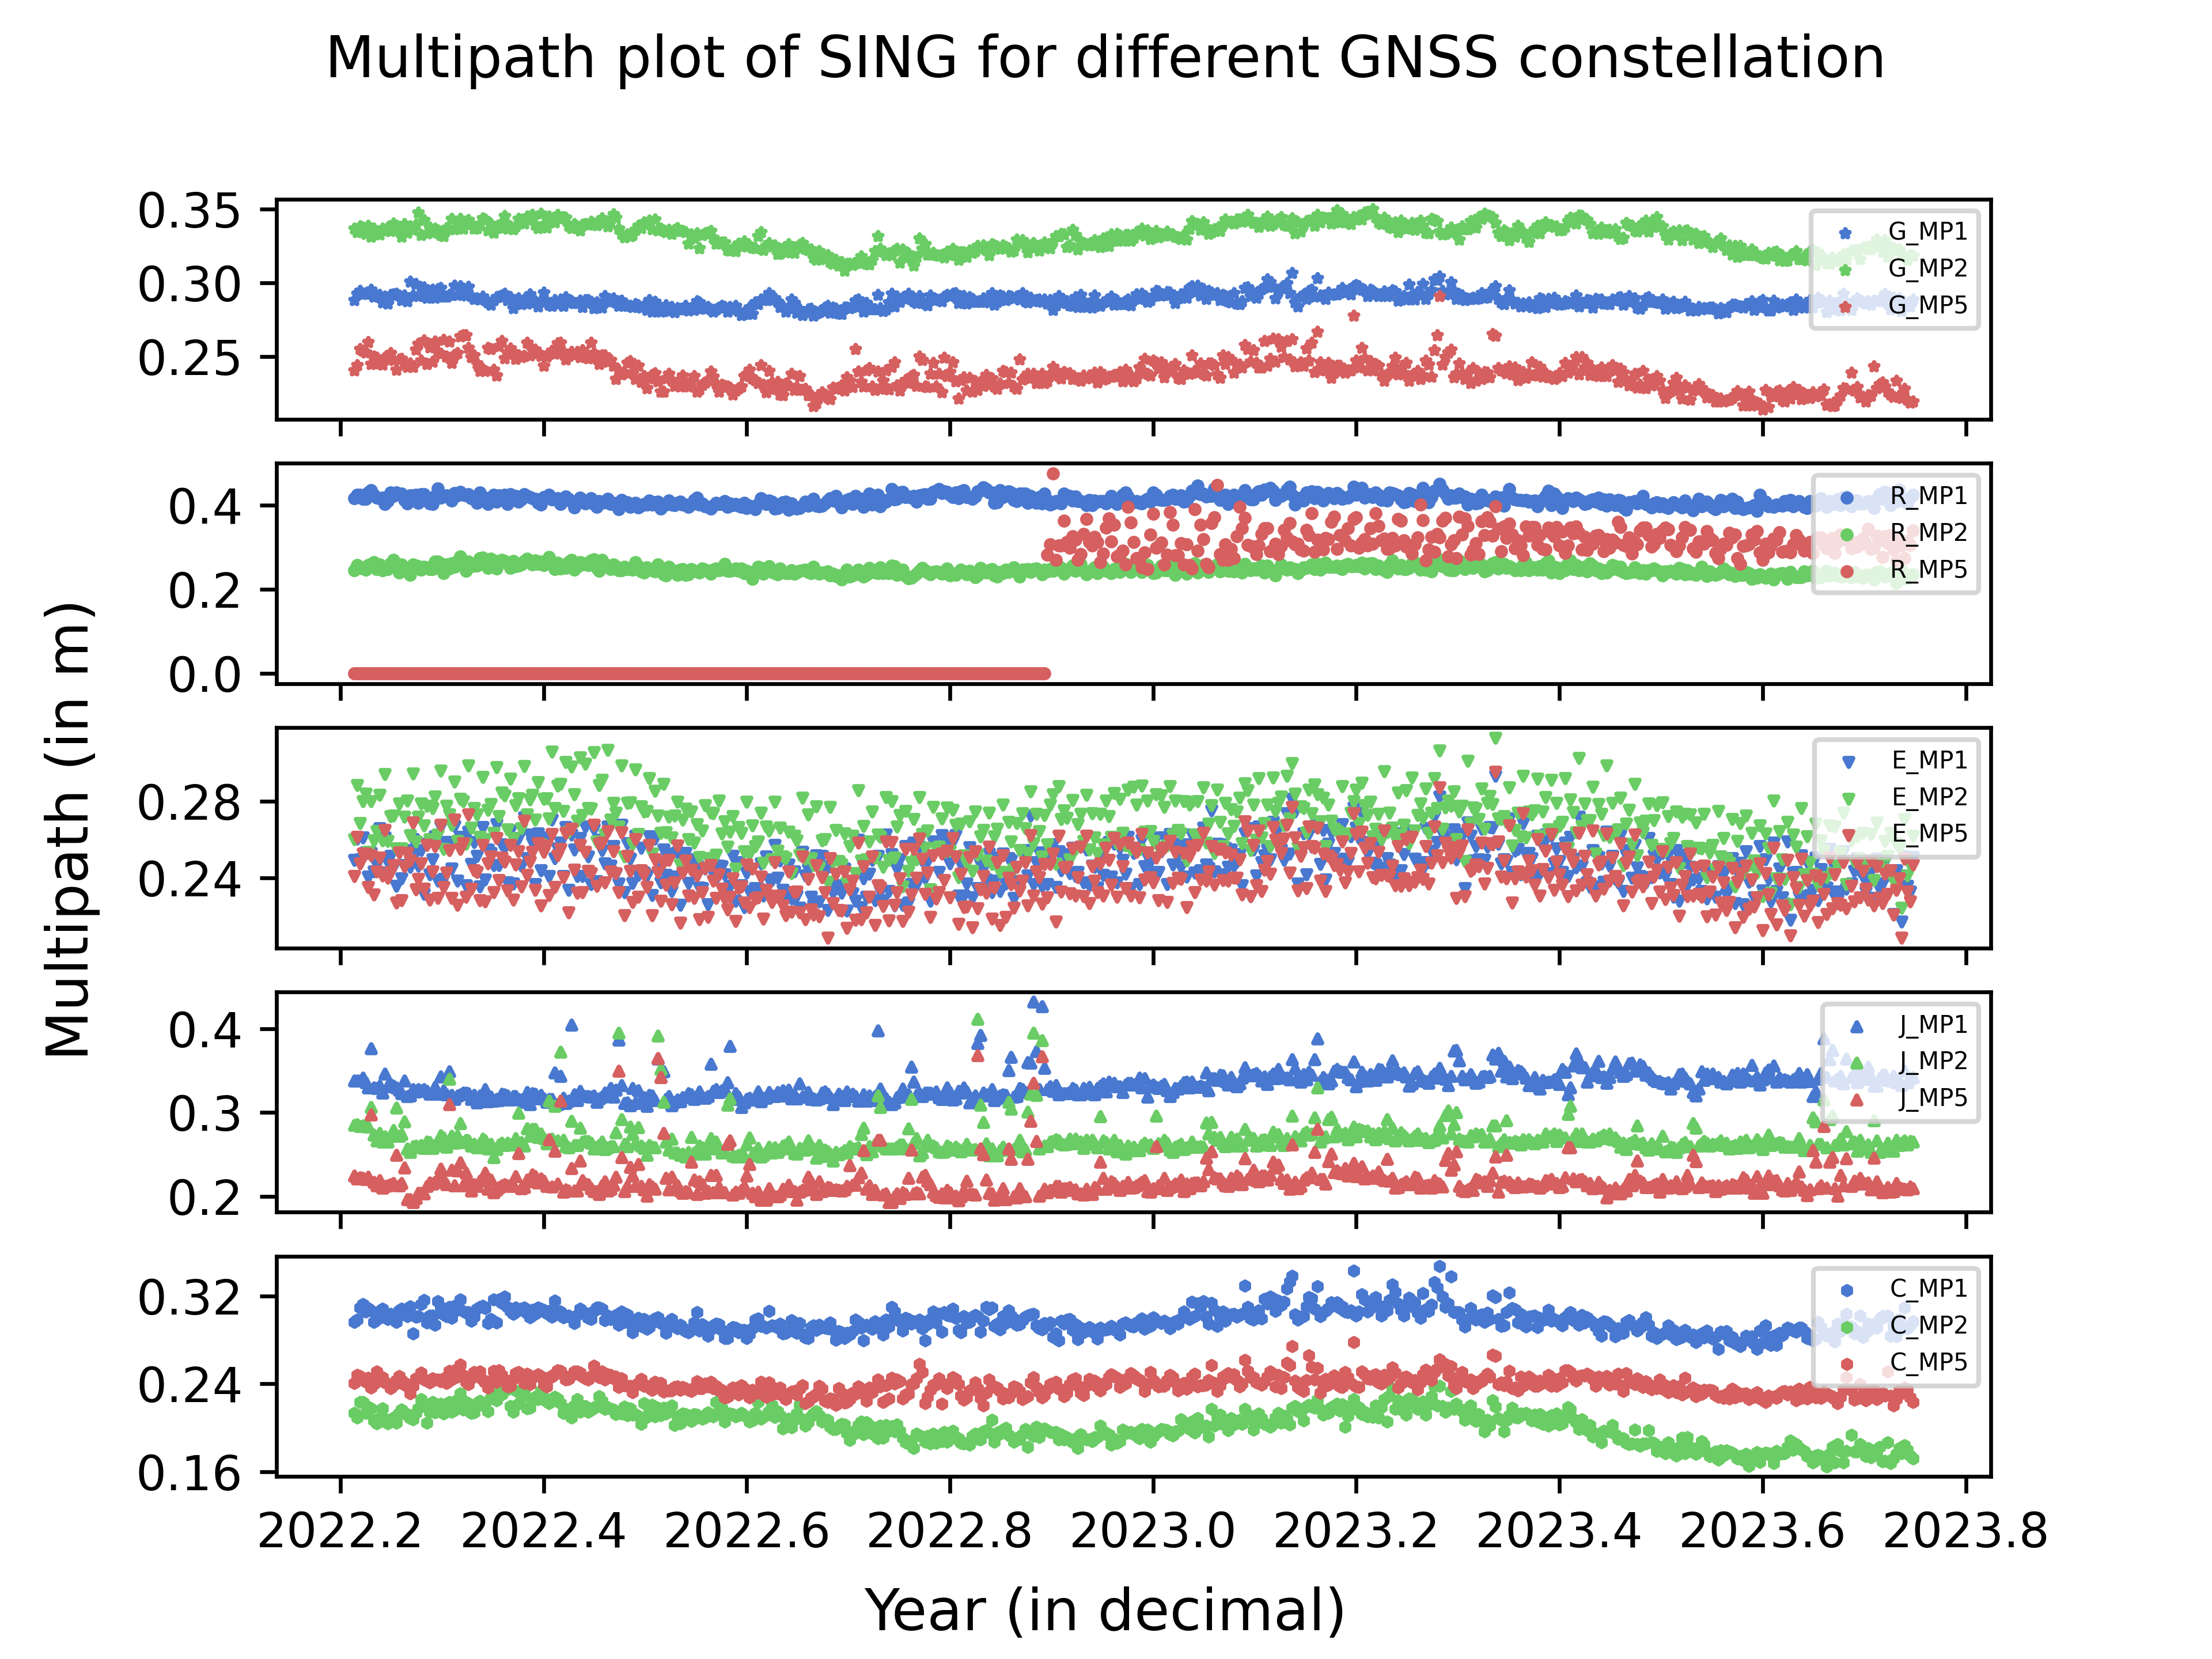 Multipath plot of SING for different GNSS constellation
Multipath (in m)
0.35
0.30
0.25
G_MP1
G_MP2
G_MP5
0.4
0.2
0.0
R_MP1
R_MP2
R_MP5
0.28
0.24
E_MP1
E_MP2
E_MP5
0.4
0.3
0.2
J_MP1
J_MP2
J_MP5
0.32
0.24
0.16
C_MP1
C_MP2
C_MP5
2022.2 2022.4 2022.6 2022.8 2023.0 2023.2 2023.4 2023.6 2023.8
Year (in decimal)